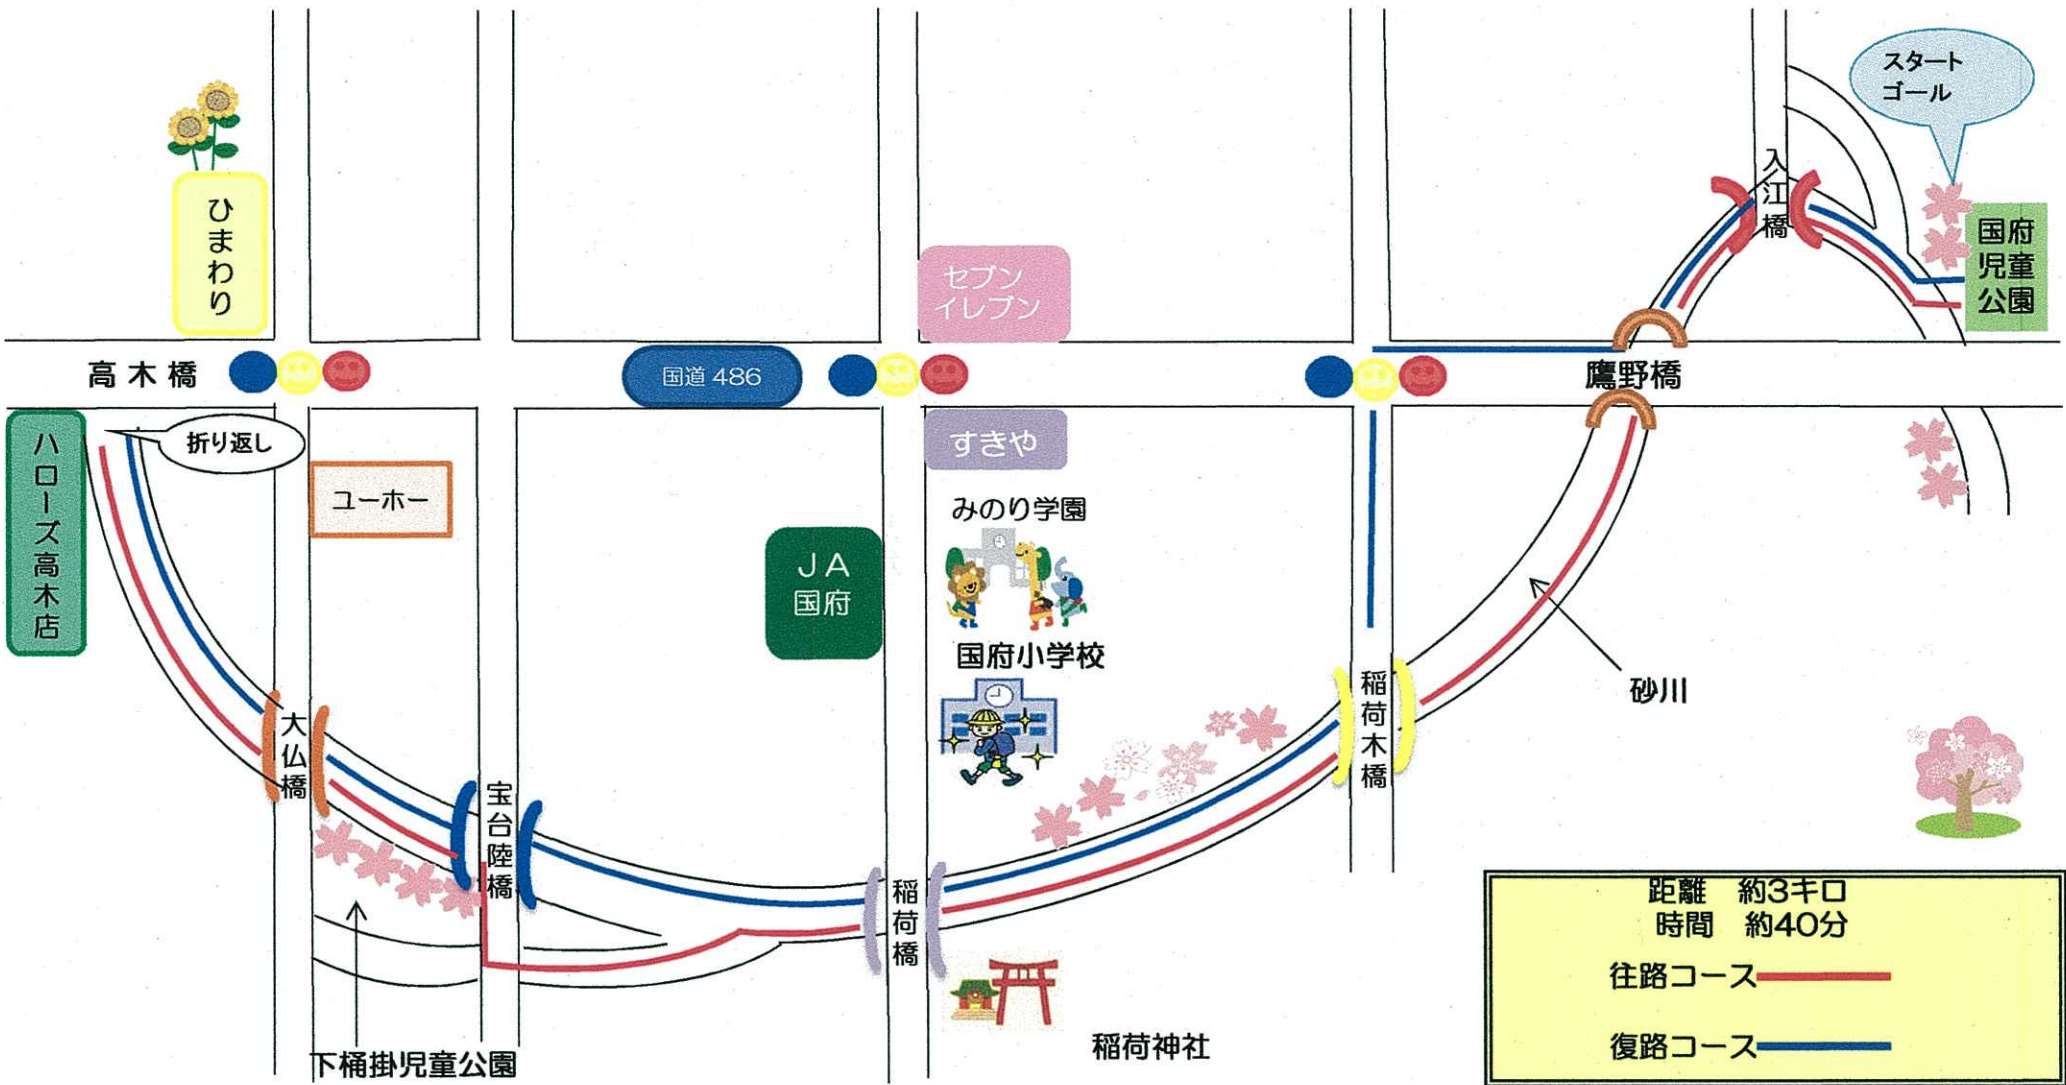 スタート
ゴール
入江橋
国府
児童
公園
ひまわり
セブン
イレブン
高木橋
国道 486
鷹野橋
折り返し
ハローズ高木店
ユーホー
すきや
みのり学園
JA
国府
国府小学校
砂川
稲荷木橋
大仏橋
宝台陸橋
稲荷橋
稲荷神社
下桶掛児童公園
距離 約3キロ
時間 約40分
往路コース
復路コース